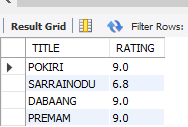 Result Grid Filter Rows:
TITLE RATING
POKIRI 9.0
SARRAINODU 6.8
DABAANG 9.0
PREMAM 9.0